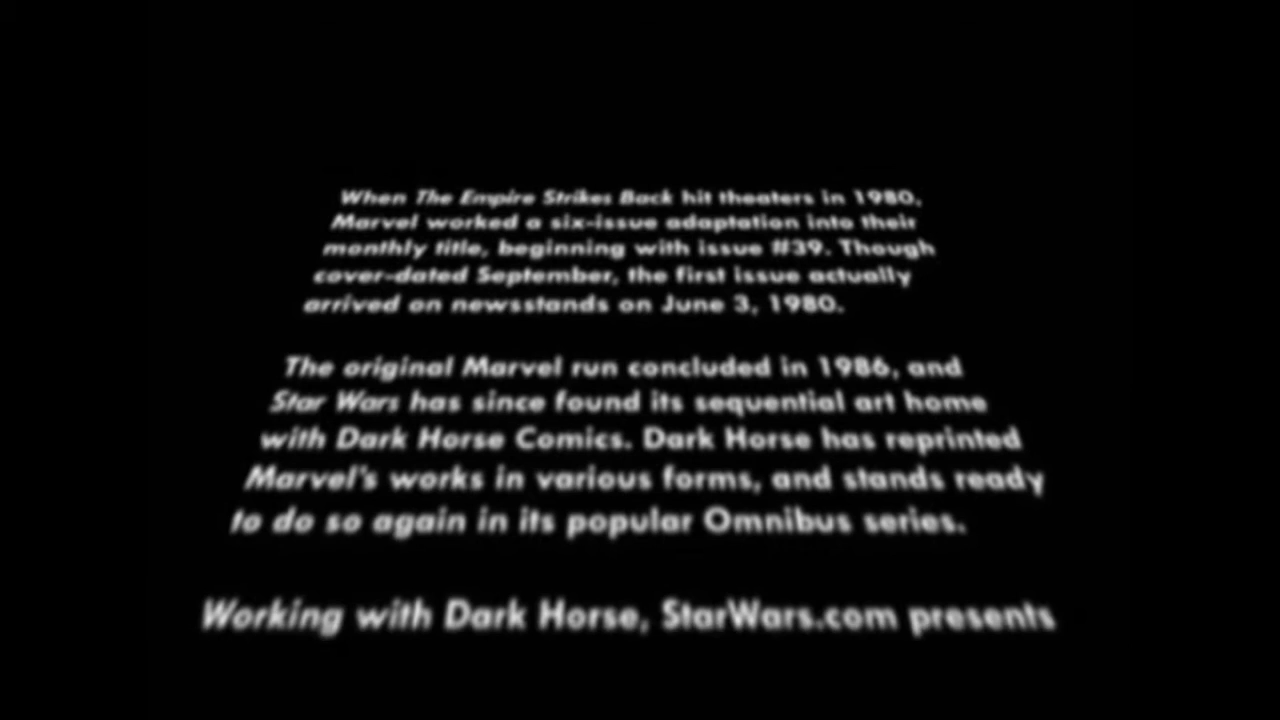 When The Empire Strikes Back hit theaters in 1980,
Marvel worked a six-issue adaptation into their
monthly title, beginning with issue #39. Though
cover-dated September, the first issue actually
arrived on newsstands on June 3, 1980.
The original Marvel run concluded in 1986, and
Star Wars has since found its sequential art home
with Dark Horse Comics. Dark Horse has reprinted
Marvel's works in various forms, and stands ready
to do so again in its popular Omnibus series.
Working with Dark Horse, StarWars.com presents